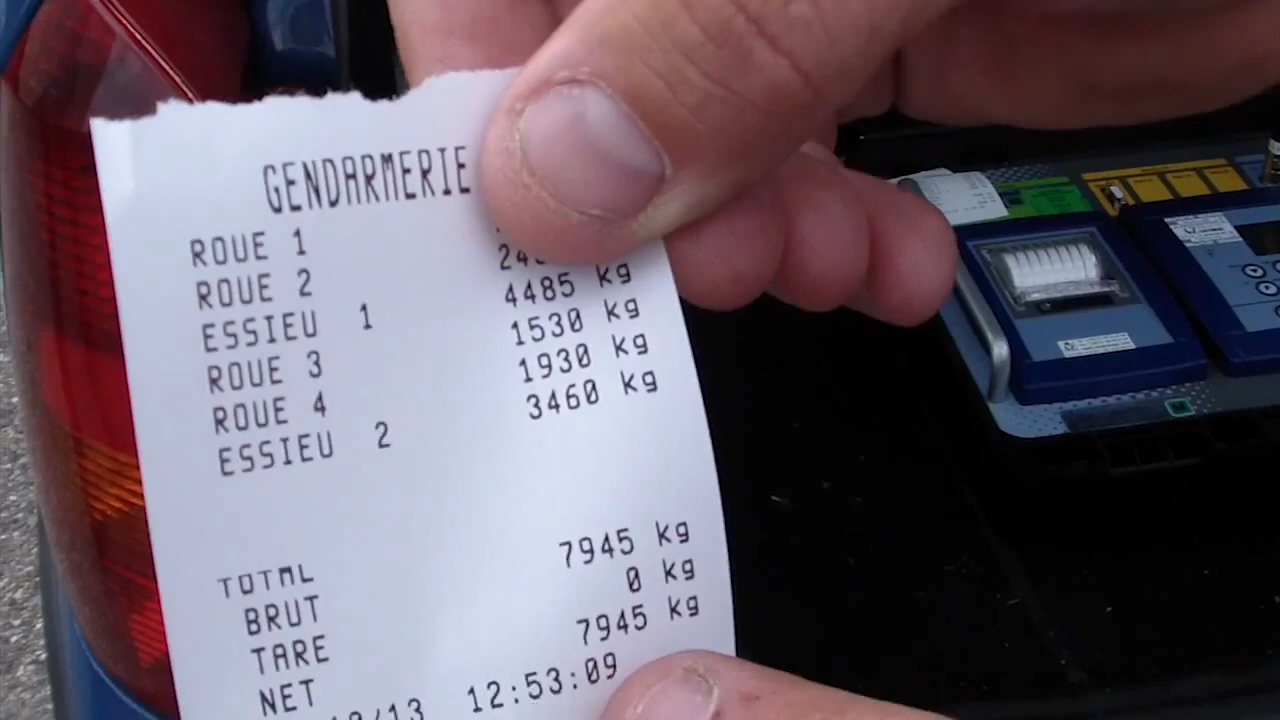 GENDARMERIE
ROUE 1
ROUE 2
ESSIEU 1 4485 kg
ROUE 3 1530 kg
ROUE 4 1930 kg
ESSIEU 2 3460 kg
TOTAL
BRUT 7945 kg
TARE 0 kg
NET 7945 kg
/13 12:53:09